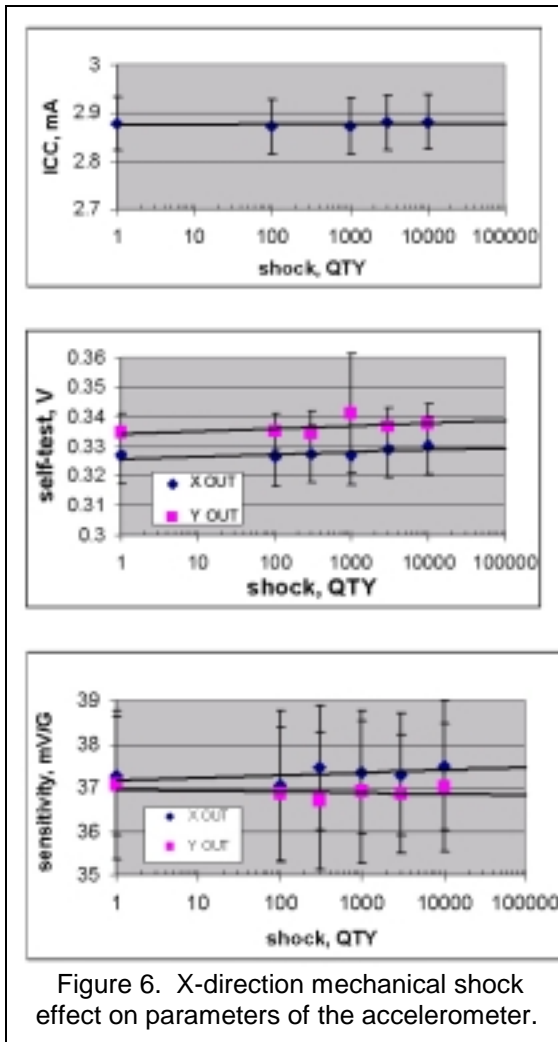 3
2.9
2.8
2.7
ICC, mA
1 10 100 1000 10000 100000
shock, QTY
0.36
0.35
0.34
0.33
0.32
0.31
0.3
self-test, V
X OUT
Y OUT
1 10 100 1000 10000 100000
shock, QTY
39
38
37
36
35
sensitivity, mV/G
X OUT
Y OUT
1 10 100 1000 10000 100000
shock, QTY
Figure 6. X-direction mechanical shock
effect on parameters of the accelerometer.